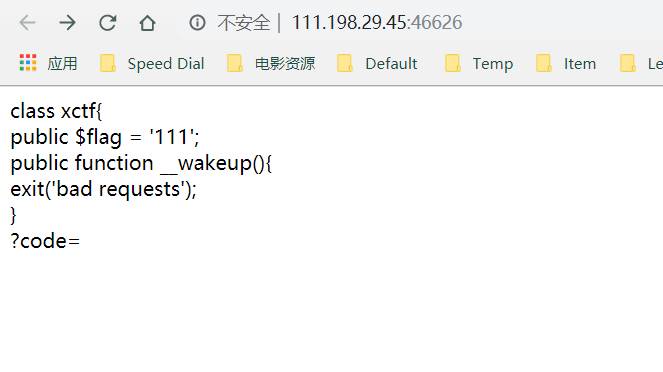 不安全 | 111.198.29.45:46626
应用 Speed Dial 电影资源 Default Temp Item Le
class xctf{
public $flag = '111';
public function __wakeup(){
exit('bad requests');
}
?code=